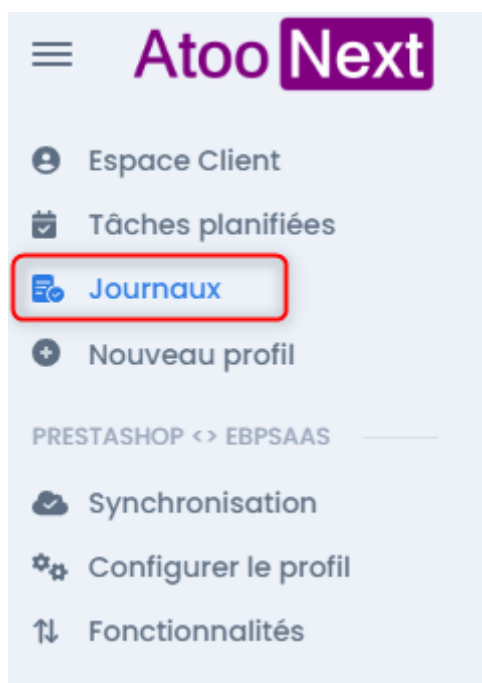 Atoo Next
Espace Client
Tâches planifiées
Journaux
Nouveau profil
PRESTASHOP <> EBPSAAS
Synchronisation
Configurer le profil
Fonctionnalités